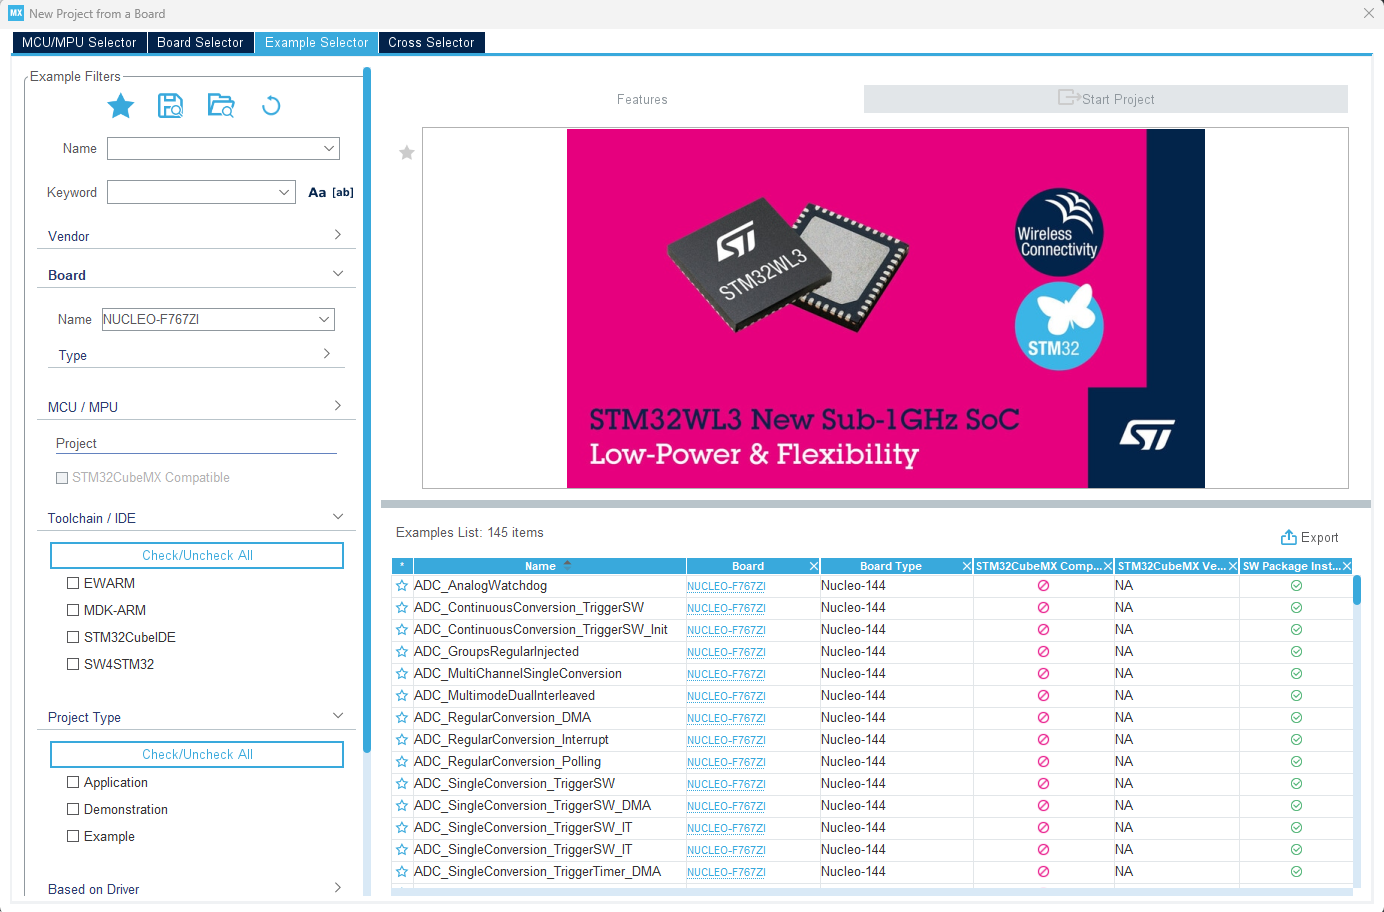 MX New Project from a Board
MCU/MPU Selector Board Selector Example Selector Cross Selector
Example Filters
Name
Keyword Aa [ab]
Vendor
Board
Name NUCLEO-F767ZI
Type
MCU / MPU
Project
STM32CubeMX Compatible
Toolchain / IDE
Check/Uncheck All
EWARM
MDK-ARM
STM32CubeIDE
SW4STM32
Project Type
Check/Uncheck All
Application
Demonstration
Example
Based on Driver
Features Start Project
ST
STM32WL3
Wireless
Connectivity
STM32
STM32WL3 New Sub-1GHz SoC
Low-Power & Flexibility
ST
Examples List: 145 items
Export
* Name Board Board Type STM32CubeMX Comp... STM32CubeMX Ve... SW Package Inst...
ADC_AnalogWatchdog NUCLEO-F767ZI Nucleo-144 NA
ADC_ContinuousConversion_TriggerSW NUCLEO-F767ZI Nucleo-144 NA
ADC_ContinuousConversion_TriggerSW_Init NUCLEO-F767ZI Nucleo-144 NA
ADC_GroupsRegularInjected NUCLEO-F767ZI Nucleo-144 NA
ADC_MultiChannelSingleConversion NUCLEO-F767ZI Nucleo-144 NA
ADC_MultimodeDualInterleaved NUCLEO-F767ZI Nucleo-144 NA
ADC_RegularConversion_DMA NUCLEO-F767ZI Nucleo-144 NA
ADC_RegularConversion_Interrupt NUCLEO-F767ZI Nucleo-144 NA
ADC_RegularConversion_Polling NUCLEO-F767ZI Nucleo-144 NA
ADC_SingleConversion_TriggerSW NUCLEO-F767ZI Nucleo-144 NA
ADC_SingleConversion_TriggerSW_DMA NUCLEO-F767ZI Nucleo-144 NA
ADC_SingleConversion_TriggerSW_IT NUCLEO-F767ZI Nucleo-144 NA
ADC_SingleConversion_TriggerSW_IT NUCLEO-F767ZI Nucleo-144 NA
ADC_SingleConversion_TriggerTimer_DMA NUCLEO-F767ZI Nucleo-144 NA